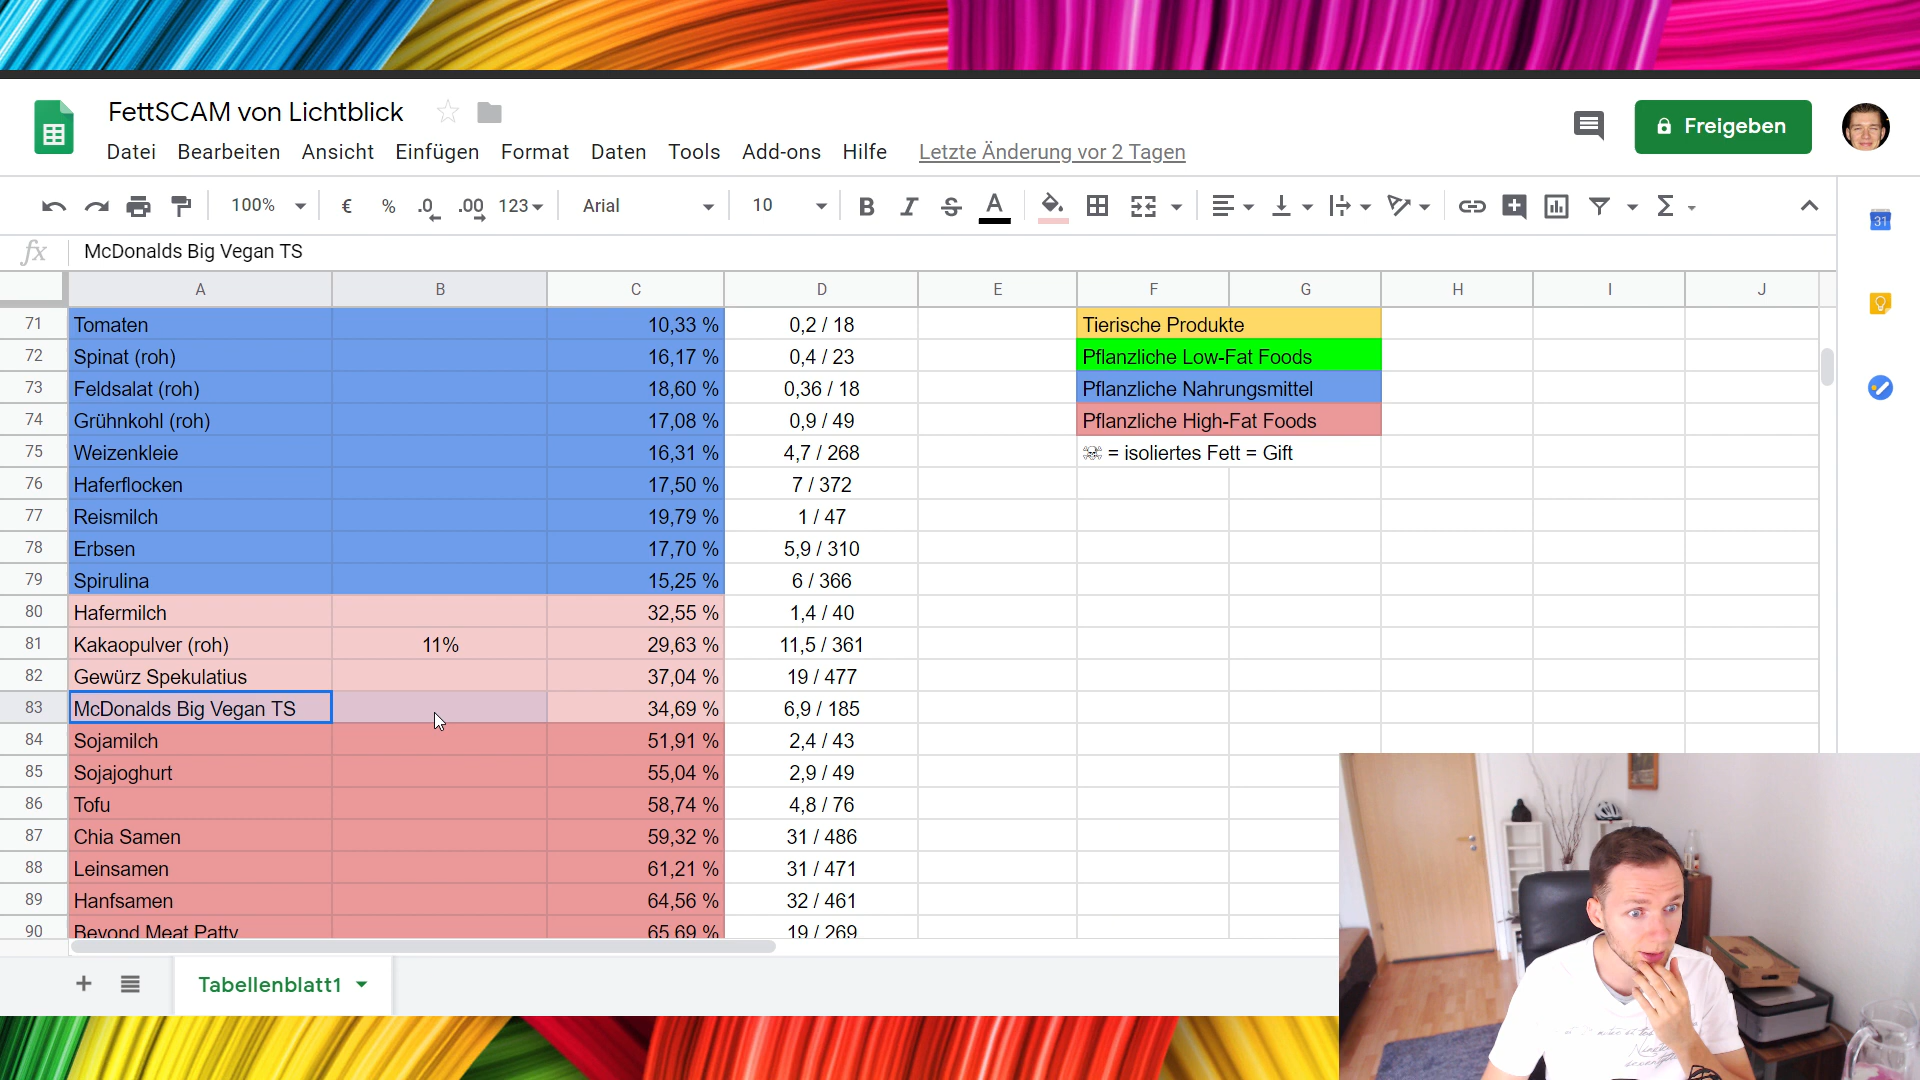 FettSCAM von Lichtblick
Datei Bearbeiten Ansicht Einfügen Format Daten Tools Add-ons Hilfe Letzte Änderung vor 2 Tagen
Freigeben
100% € % .0 .00 123 Arial 10 B I S A Σ
31
fx McDonalds Big Vegan TS
A B C D E F G H I J
71 Tomaten 10,33 % 0,2 / 18 Tierische Produkte
72 Spinat (roh) 16,17 % 0,4 / 23 Pflanzliche Low-Fat Foods
73 Feldsalat (roh) 18,60 % 0,36 / 18 Pflanzliche Nahrungsmittel
74 Grühnkohl (roh) 17,08 % 0,9 / 49 Pflanzliche High-Fat Foods
75 Weizenkleie 16,31 % 4,7 / 268 ☠ = isoliertes Fett = Gift
76 Haferflocken 17,50 % 7 / 372
77 Reismilch 19,79 % 1 / 47
78 Erbsen 17,70 % 5,9 / 310
79 Spirulina 15,25 % 6 / 366
80 Hafermilch 32,55 % 1,4 / 40
81 Kakaopulver (roh) 11% 29,63 % 11,5 / 361
82 Gewürz Spekulatius 37,04 % 19 / 477
83 McDonalds Big Vegan TS 34,69 % 6,9 / 185
84 Sojamilch 51,91 % 2,4 / 43
85 Sojajoghurt 55,04 % 2,9 / 49
86 Tofu 58,74 % 4,8 / 76
87 Chia Samen 59,32 % 31 / 486
88 Leinsamen 61,21 % 31 / 471
89 Hanfsamen 64,56 % 32 / 461
90 Beyond Meat Patty 65,69 % 19 / 269
Tabellenblatt1